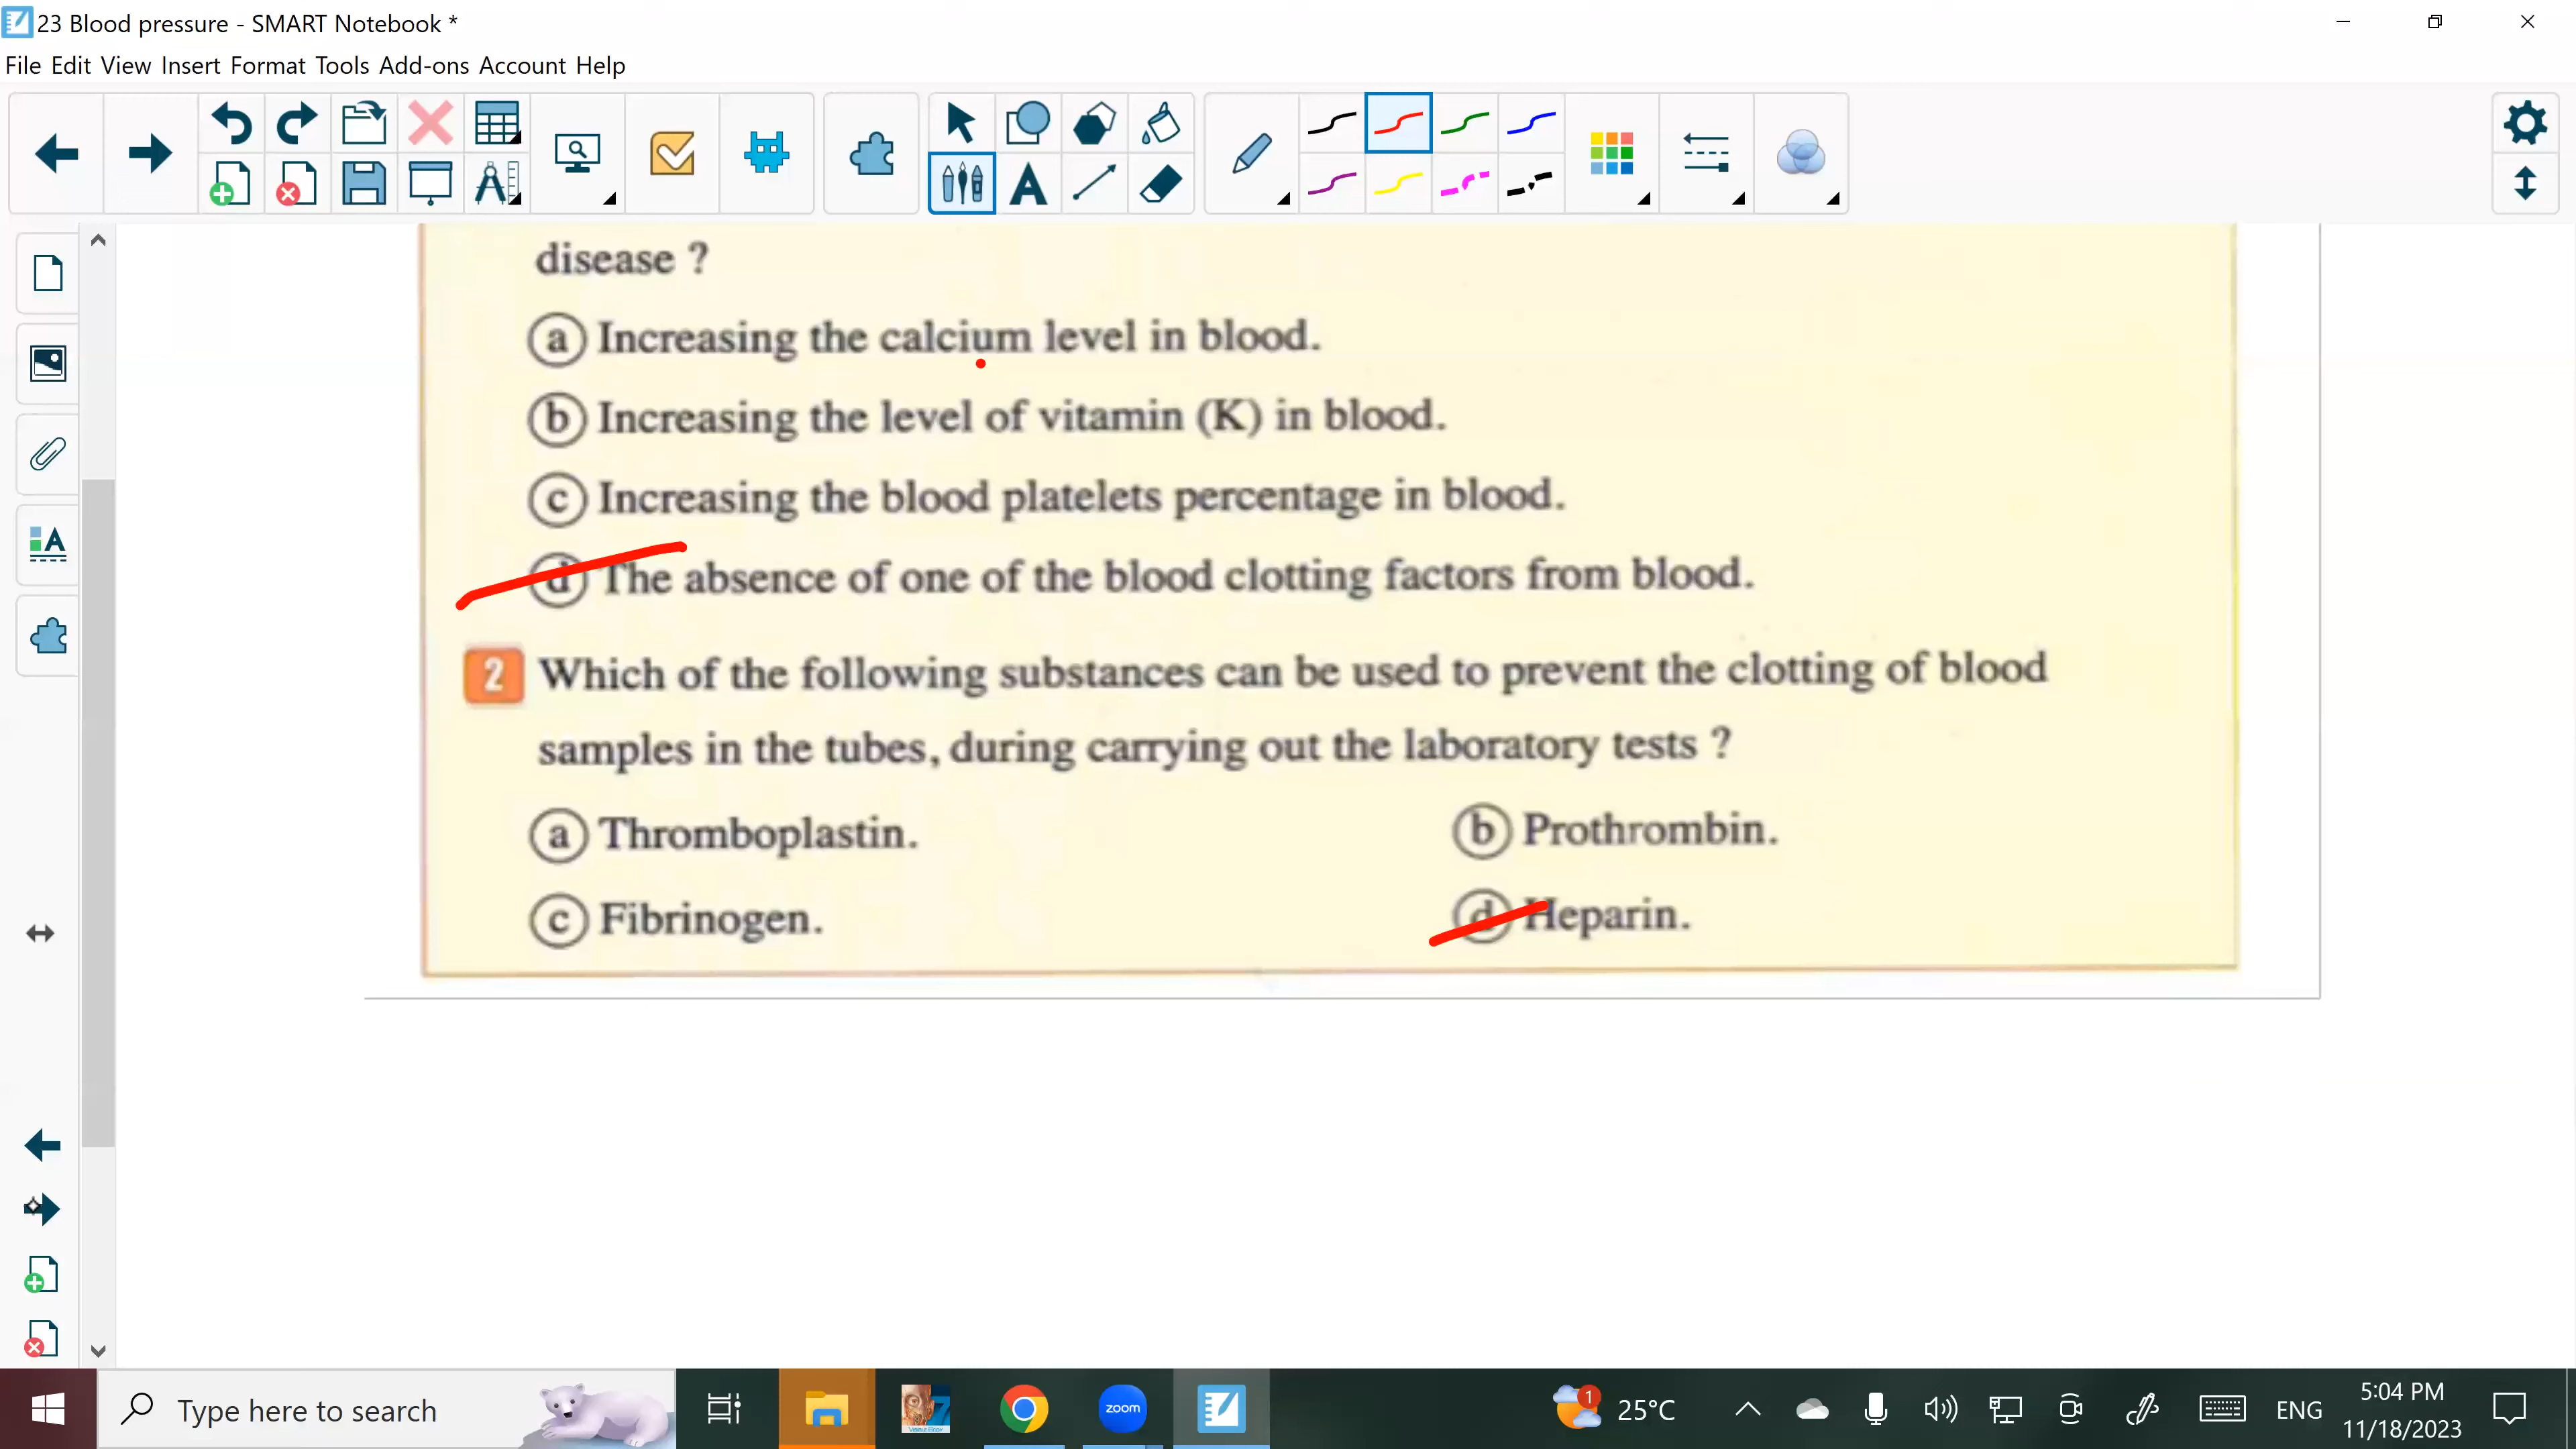 23 Blood pressure - SMART Notebook *
File Edit View Insert Format Tools Add-ons Account Help
disease ?
a Increasing the calcium level in blood.
b Increasing the level of vitamin (K) in blood.
c Increasing the blood platelets percentage in blood.
d The absence of one of the blood clotting factors from blood.
2 Which of the following substances can be used to prevent the clotting of blood
samples in the tubes, during carrying out the laboratory tests ?
a Thromboplastin. b Prothrombin.
c Fibrinogen. d Heparin.
Type here to search zoom 1 25°C ENG 5:04 PM
11/18/2023